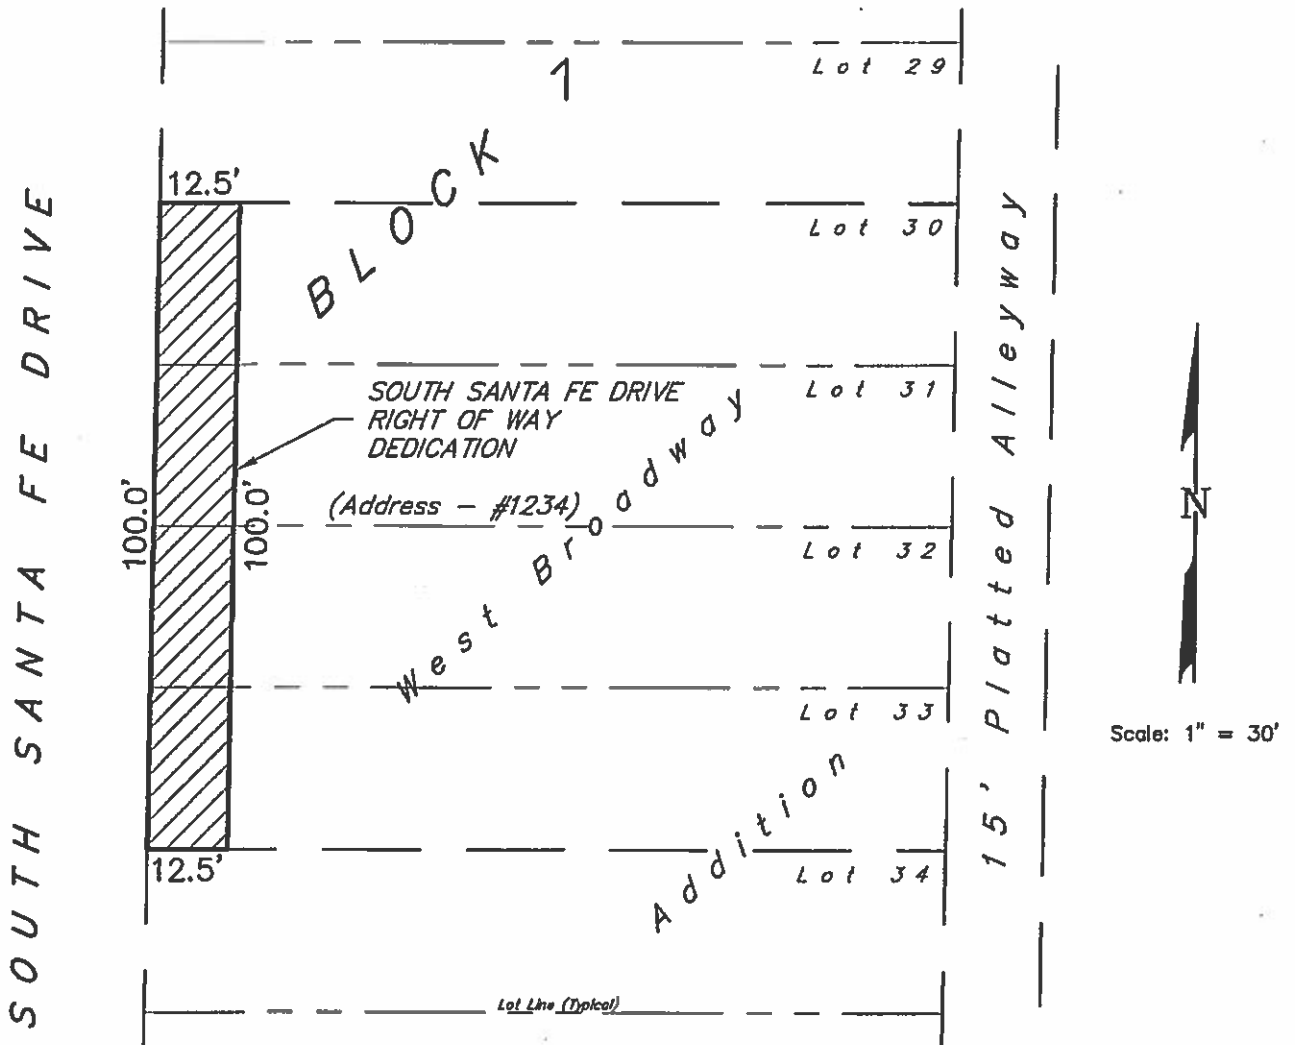 Lot 29
BLOCK 1
12.5'
Lot 30
SOUTH SANTA FE DRIVE
Lot 31
SOUTH SANTA FE DRIVE
RIGHT OF WAY
DEDICATION
100.0'
100.0'
(Address - #1234)
Lot 32
West Broadway Addition
15' Platted Alleyway
N
Lot 33
Scale: 1" = 30'
12.5'
Lot 34
Lot Line (Typical)